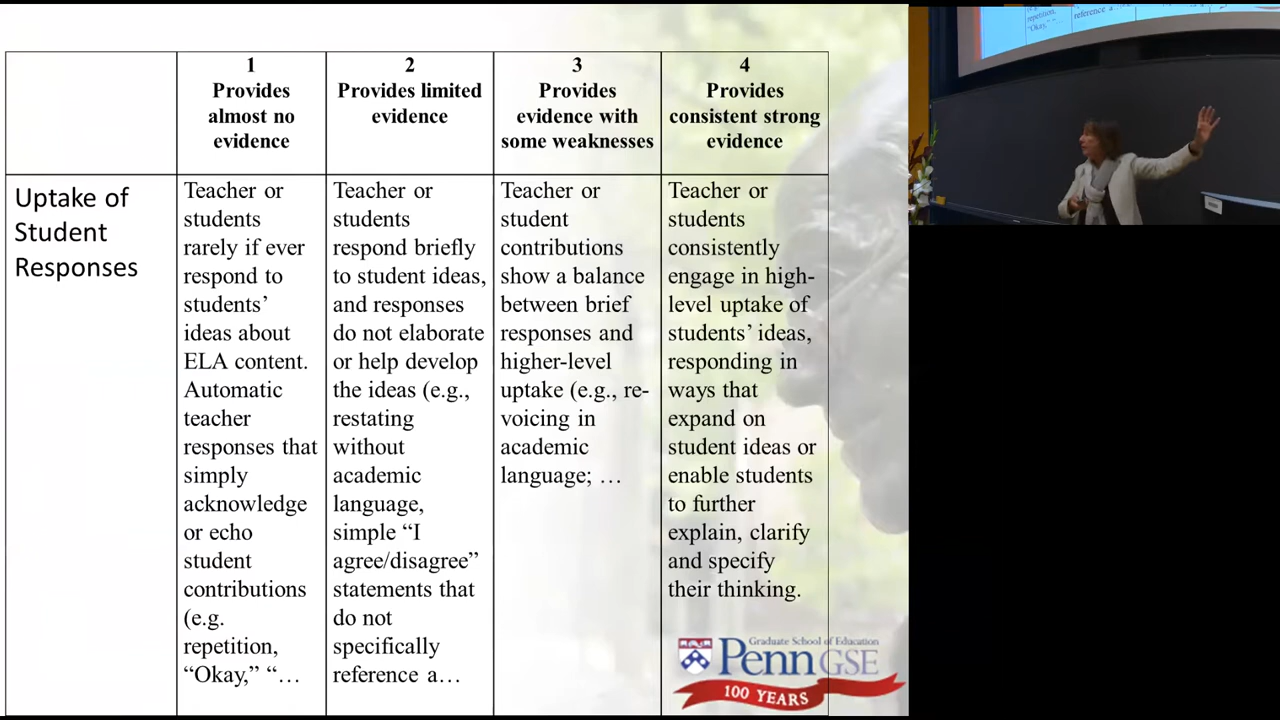 1
Provides
almost no
evidence
2
Provides limited
evidence
3
Provides
evidence with
some weaknesses
4
Provides
consistent strong
evidence
Uptake of
Student
Responses
Teacher or
students
rarely if ever
respond to
students’
ideas about
ELA content.
Automatic
teacher
responses that
simply
acknowledge
or echo
student
contributions
(e.g.
repetition,
“Okay,” “…
Teacher or
students
respond briefly
to student ideas,
and responses
do not elaborate
or help develop
the ideas (e.g.,
restating
without
academic
language,
simple “I
agree/disagree”
statements that
do not
specifically
reference a…
Teacher or
student
contributions
show a balance
between brief
responses and
higher-level
uptake (e.g., re-
voicing in
academic
language; …
Teacher or
students
consistently
engage in high-
level uptake of
students’ ideas,
responding in
ways that
expand on
student ideas or
enable students
to further
explain, clarify
and specify
their thinking.
Graduate School of Education
Penn GSE
100 YEARS
repetition,
“Okay,”
reference a…